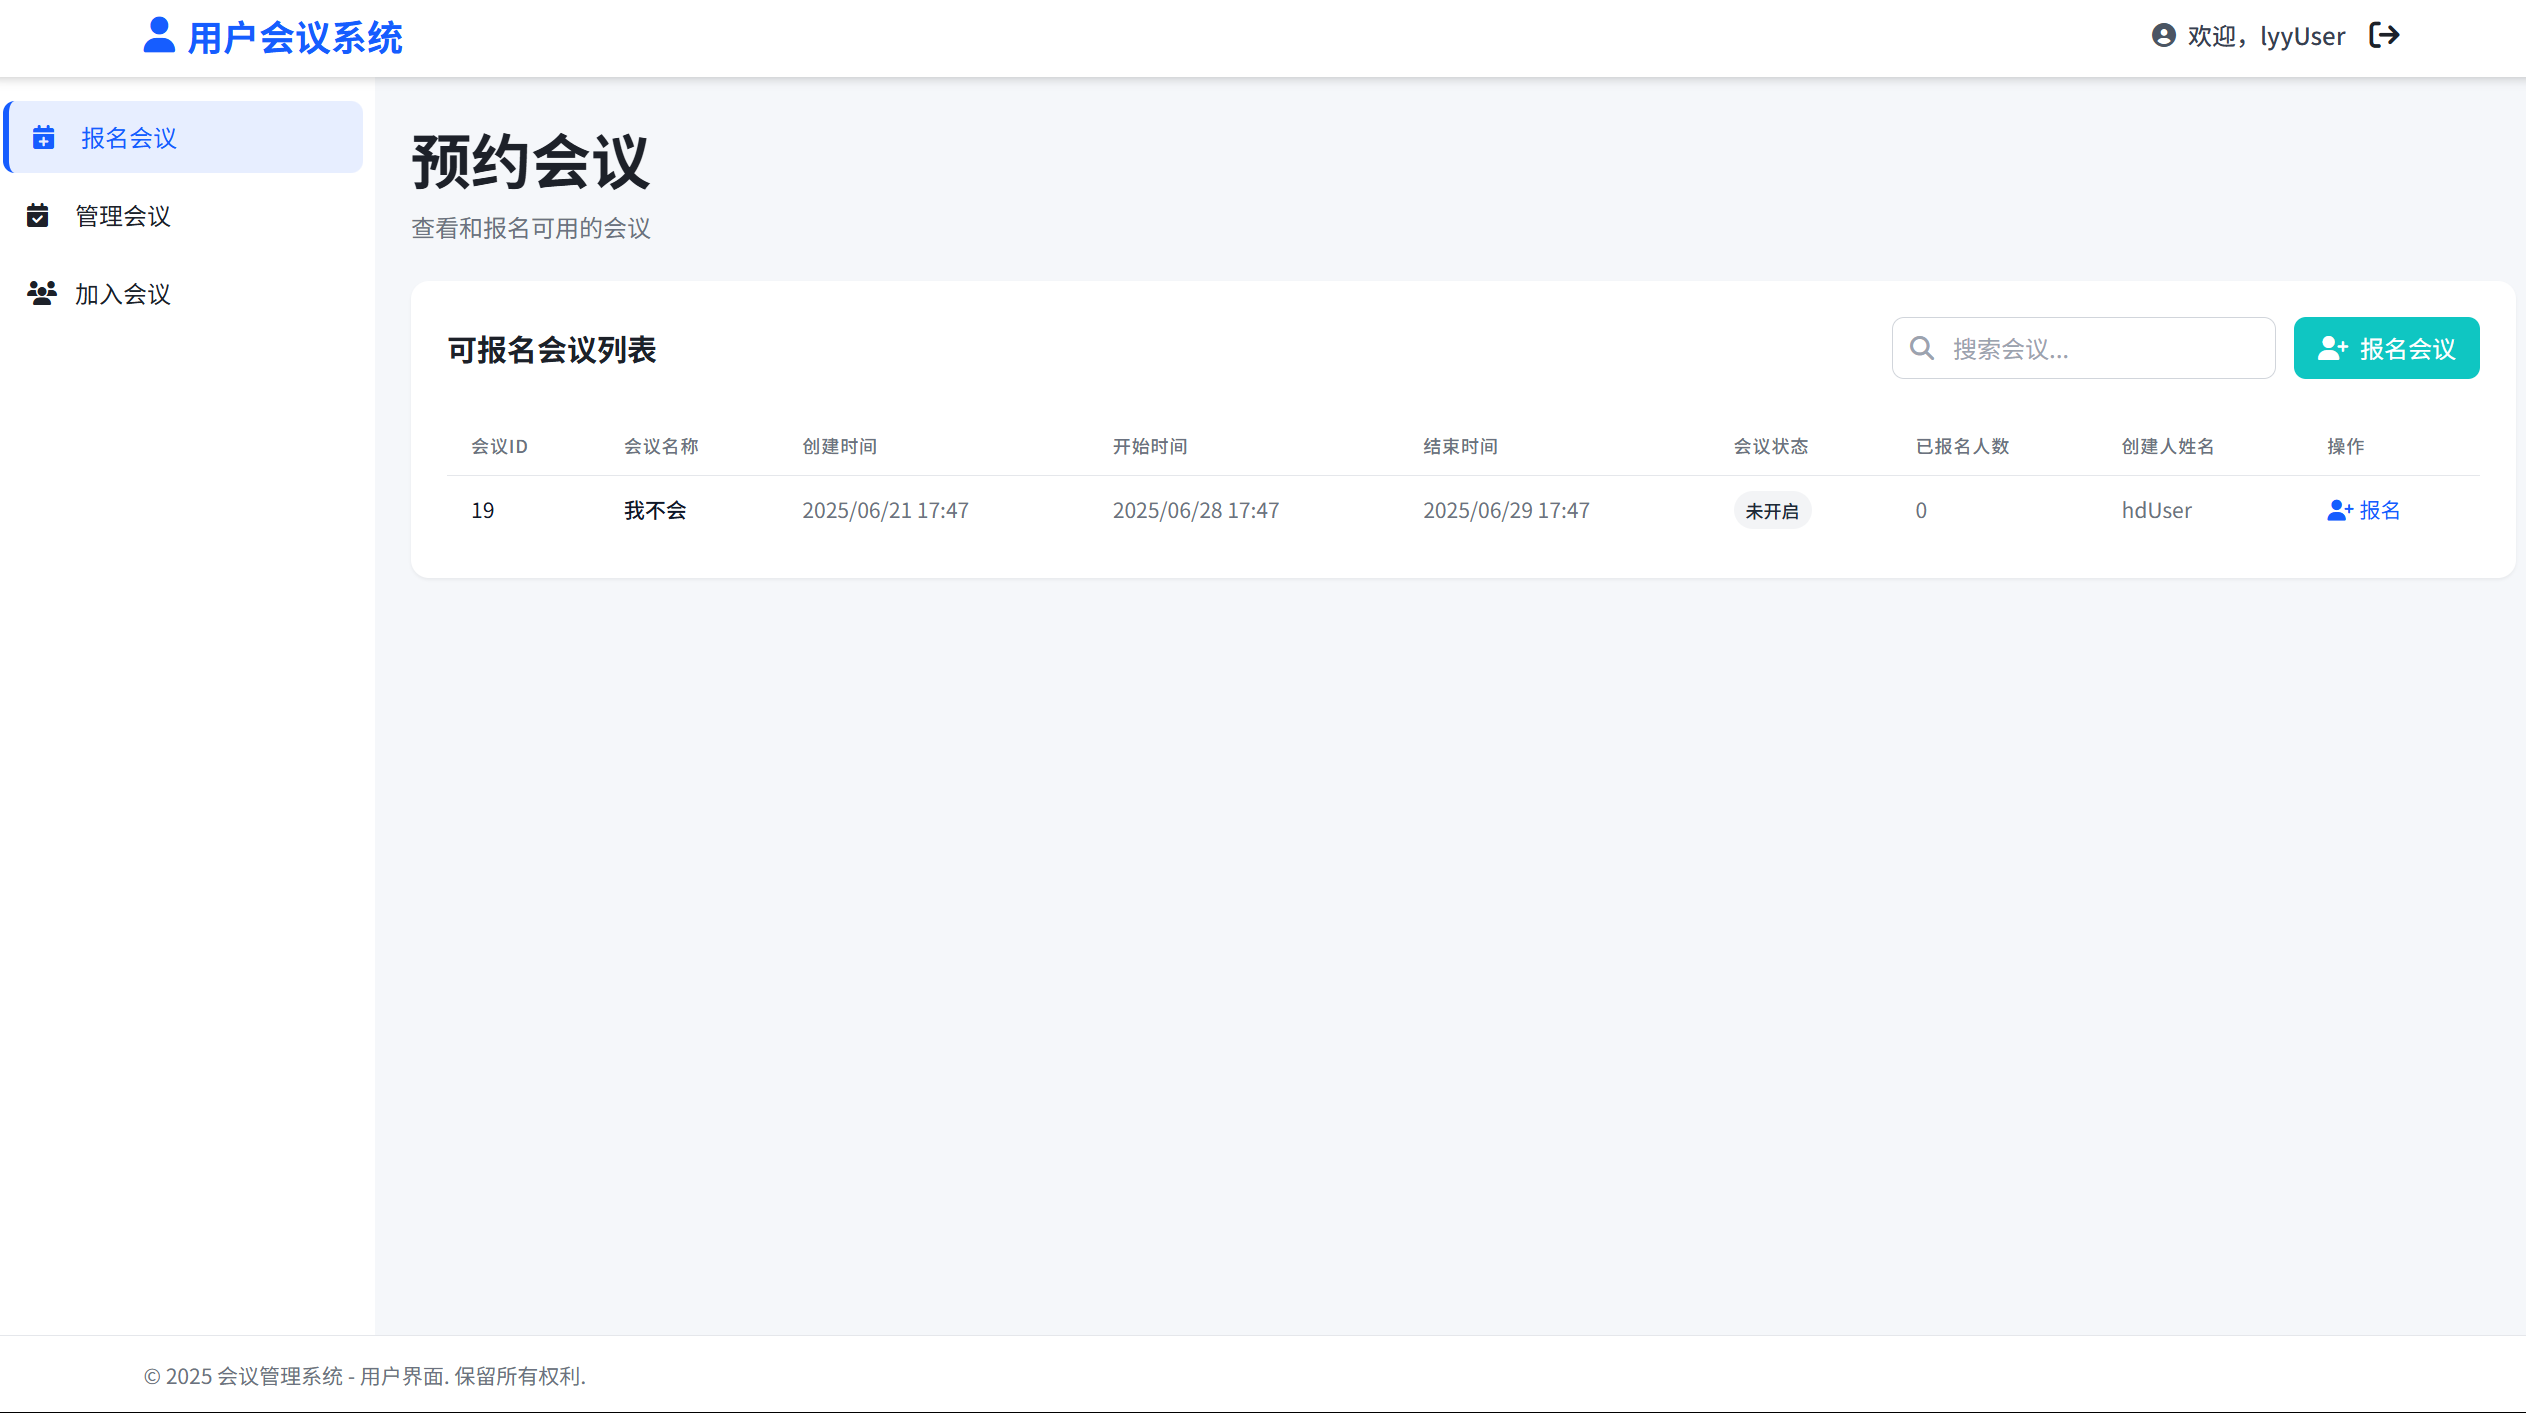 用户会议系统
欢迎，lyyUser
报名会议
管理会议
加入会议
预约会议
查看和报名可用的会议
可报名会议列表
搜索会议...
报名会议
会议ID 会议名称 创建时间 开始时间 结束时间 会议状态 已报名人数 创建人姓名 操作
19 我不会 2025/06/21 17:47 2025/06/28 17:47 2025/06/29 17:47 未开启 0 hdUser 报名
© 2025 会议管理系统 - 用户界面. 保留所有权利.